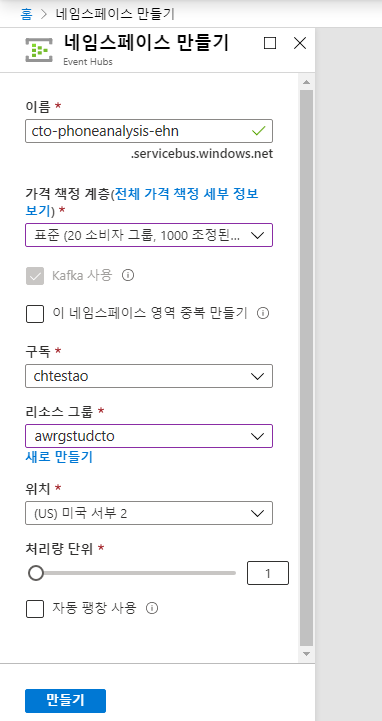 홈 > 네임스페이스 만들기
네임스페이스 만들기
Event Hubs
이름 *
cto-phoneanalysis-ehn
.servicebus.windows.net
가격 책정 계층(전체 가격 책정 세부 정보
보기) *
표준 (20 소비자 그룹, 1000 조정된...
Kafka 사용
이 네임스페이스 영역 중복 만들기
구독 *
chtestao
리소스 그룹 *
awrgstudcto
새로 만들기
위치 *
(US) 미국 서부 2
처리량 단위 *
1
자동 팽창 사용
만들기